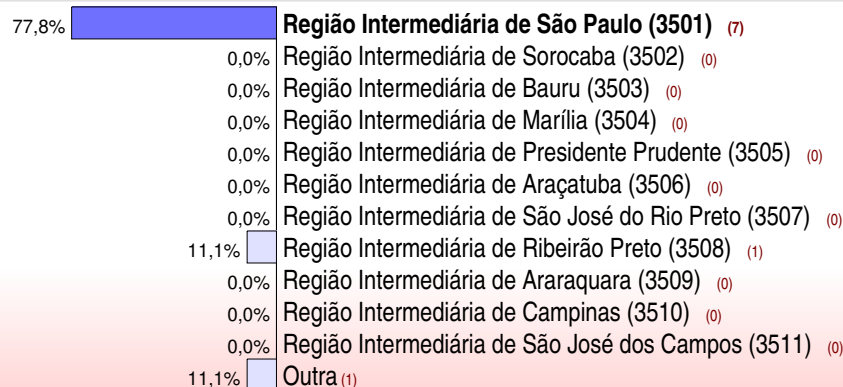 77,8% Região Intermediária de São Paulo (3501) (7)
0,0% Região Intermediária de Sorocaba (3502) (0)
0,0% Região Intermediária de Bauru (3503) (0)
0,0% Região Intermediária de Marília (3504) (0)
0,0% Região Intermediária de Presidente Prudente (3505) (0)
0,0% Região Intermediária de Araçatuba (3506) (0)
0,0% Região Intermediária de São José do Rio Preto (3507) (0)
11,1% Região Intermediária de Ribeirão Preto (3508) (1)
0,0% Região Intermediária de Araraquara (3509) (0)
0,0% Região Intermediária de Campinas (3510) (0)
0,0% Região Intermediária de São José dos Campos (3511) (0)
11,1% Outra (1)